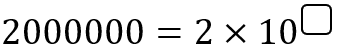 2000000 = 2 × 10^□